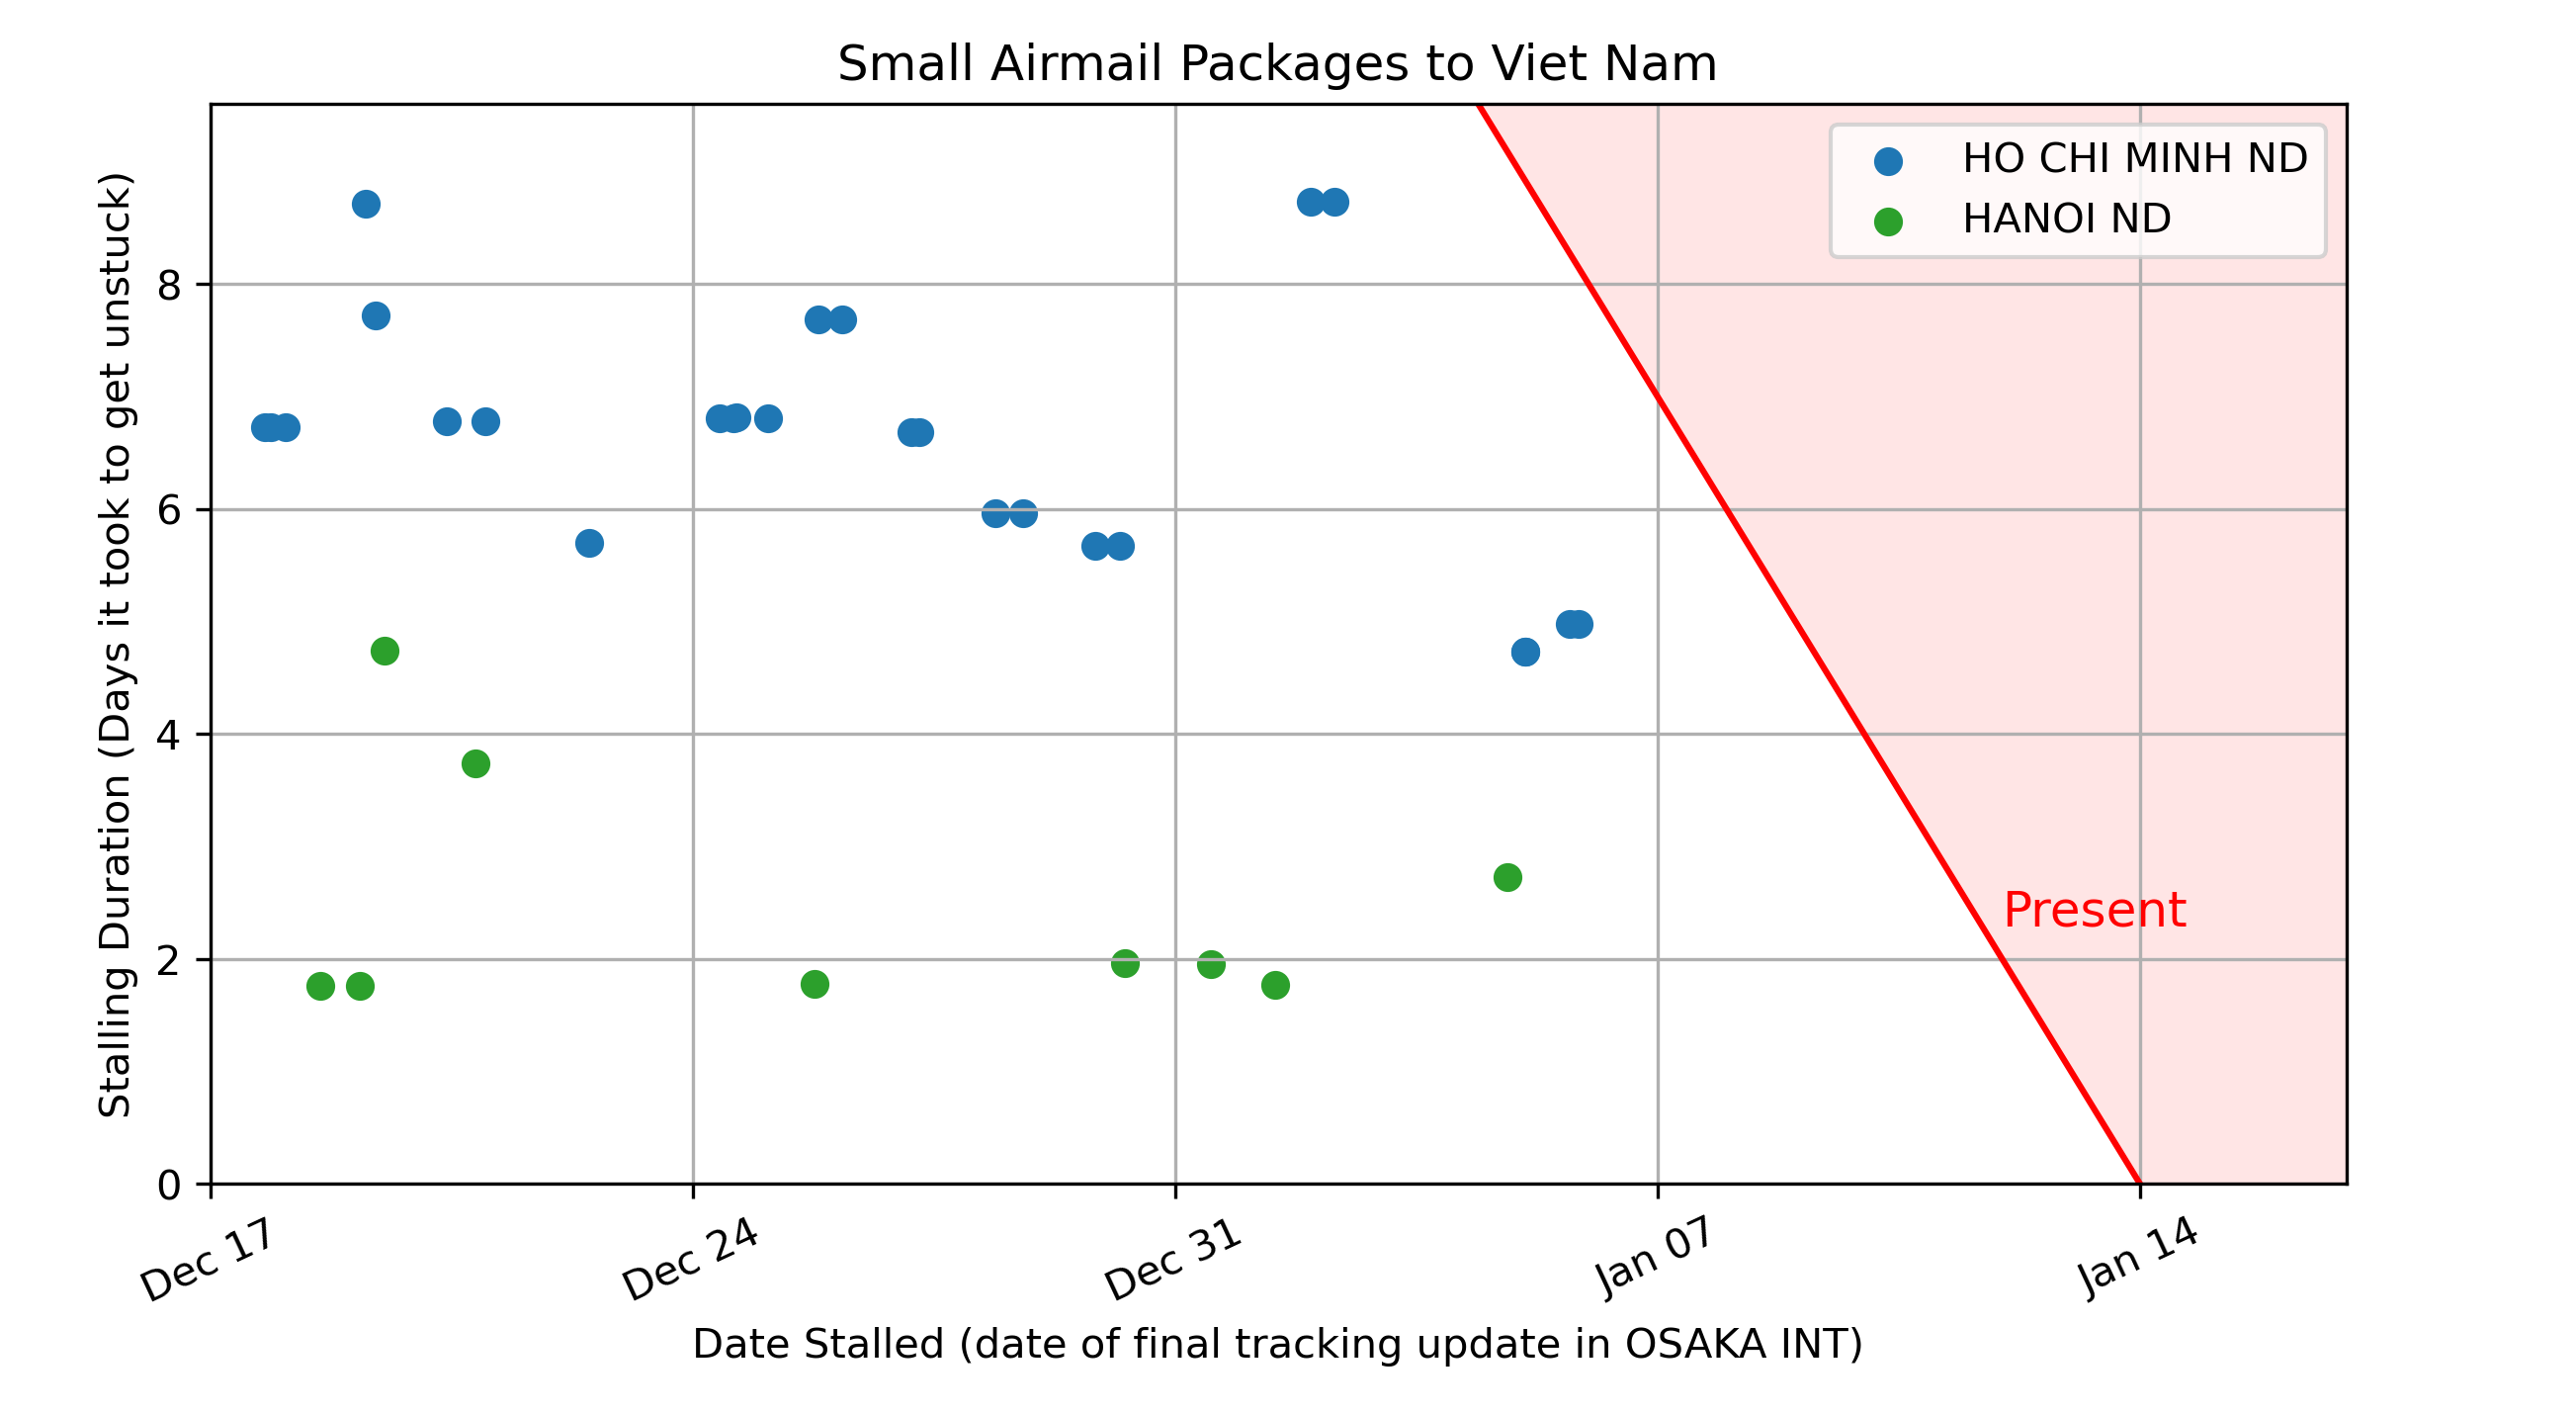 Small Airmail Packages to Viet Nam
HO CHI MINH ND
HANOI ND
Stalling Duration (Days it took to get unstuck)
8
6
4
2
0
Present
Dec 17
Dec 24
Dec 31
Jan 07
Jan 14
Date Stalled (date of final tracking update in OSAKA INT)